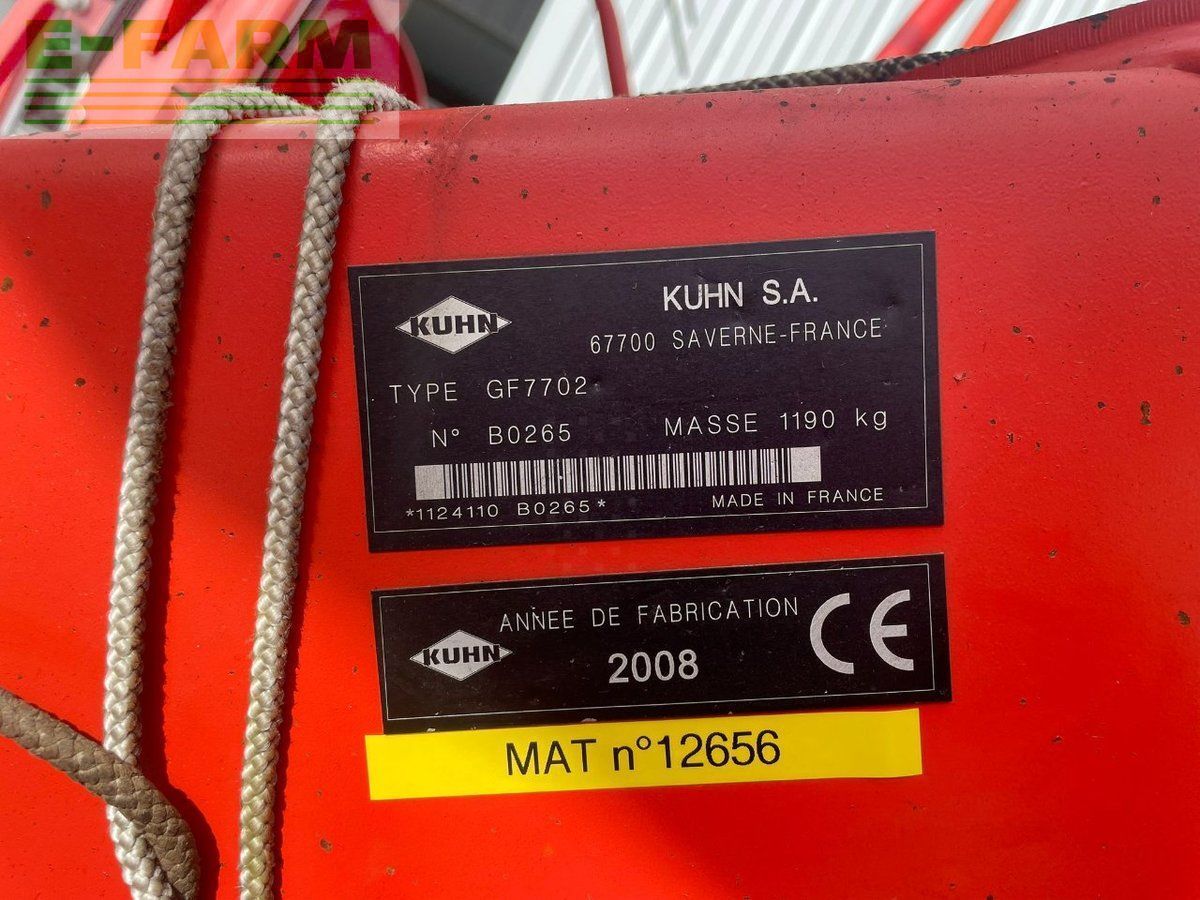 E-FARM
KUHN
KUHN S.A.
67700 SAVERNE-FRANCE
TYPE GF7702
N° B0265 MASSE 1190 kg
*1124110 B0265*
MADE IN FRANCE
KUHN
ANNEE DE FABRICATION
2008
CE
MAT n°12656